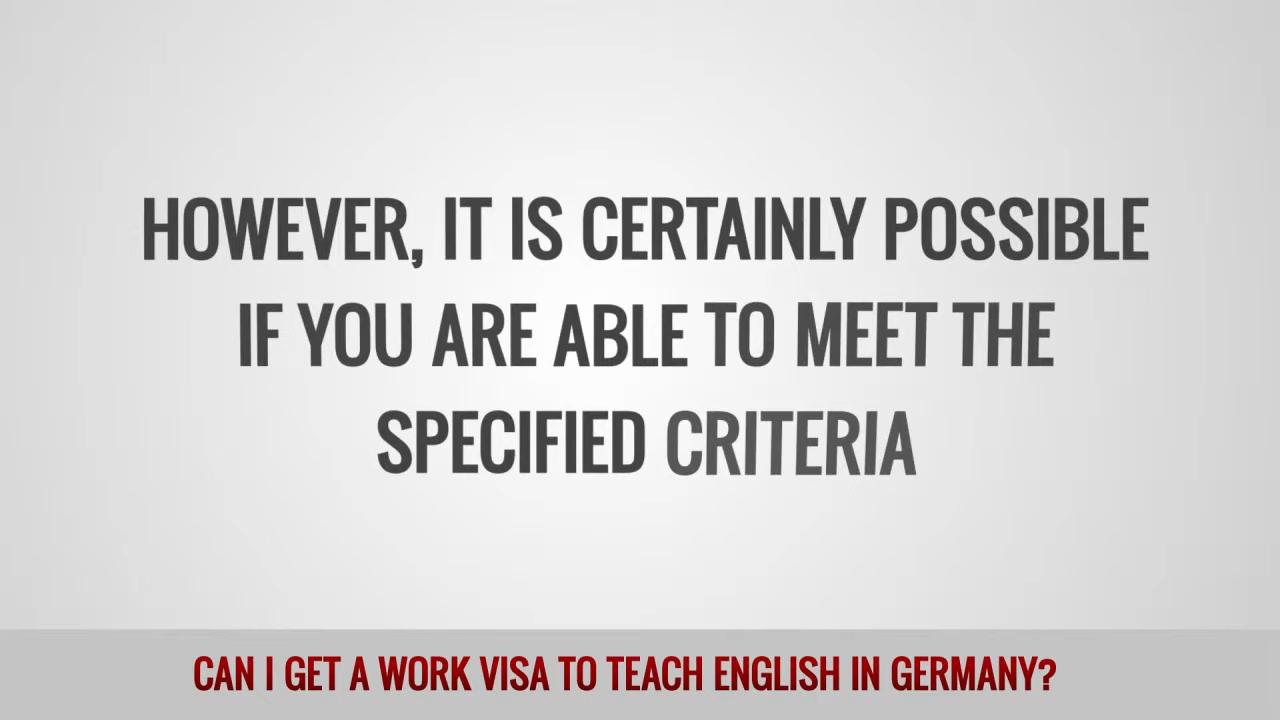 HOWEVER, IT IS CERTAINLY POSSIBLE
IF YOU ARE ABLE TO MEET THE
SPECIFIED CRITERIA
CAN I GET A WORK VISA TO TEACH ENGLISH IN GERMANY?